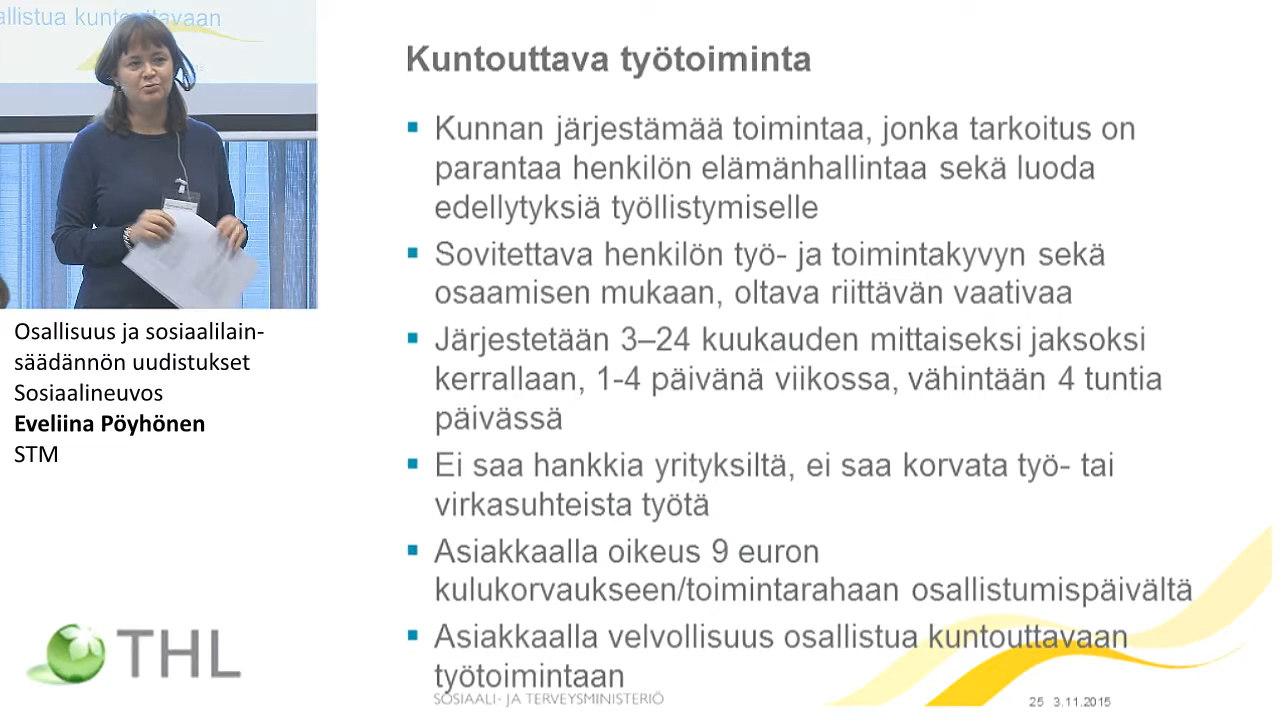 allistua kuntouttavaan
Kuntouttava työtoiminta
Kunnan järjestämää toimintaa, jonka tarkoitus on
parantaa henkilön elämänhallintaa sekä luoda
edellytyksiä työllistymiselle
Sovitettava henkilön työ- ja toimintakyvyn sekä
osaamisen mukaan, oltava riittävän vaativaa
Järjestetään 3–24 kuukauden mittaiseksi jaksoksi
kerrallaan, 1-4 päivänä viikossa, vähintään 4 tuntia
päivässä
Ei saa hankkia yrityksiltä, ei saa korvata työ- tai
virkasuhteista työtä
Asiakkaalla oikeus 9 euron
kulukorvaukseen/toimintarahaan osallistumispäivältä
Asiakkaalla velvollisuus osallistua kuntouttavaan
työtoimintaan
SOSIAALI- JA TERVEYSMINISTERIÖ
25 3.11.2015
Osallisuus ja sosiaalilain-
säädännön uudistukset
Sosiaalineuvos
Eveliina Pöyhönen
STM
THL